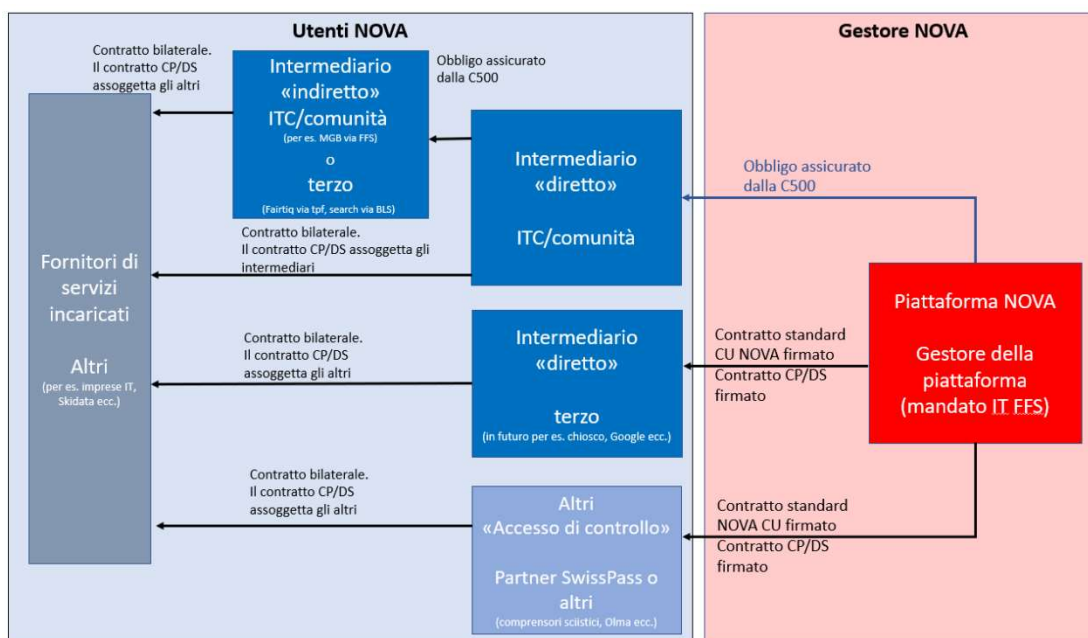 Utenti NOVA
Gestore NOVA
Contratto bilaterale.
Il contratto CP/DS
assoggetta gli altri
Intermediario
«indiretto»
ITC/comunità
(per es. MGB via FFS)
o
terzo
(Fairtiq via tpf, search via BLS)
Obbligo assicurato
dalla C500
Intermediario
«diretto»
ITC/comunità
Obbligo assicurato
dalla C500
Contratto bilaterale.
Il contratto CP/DS assoggetta gli
intermediari
Fornitori di
servizi
incaricati
Altri
(per es. imprese IT,
Skidata ecc.)
Contratto bilaterale.
Il contratto CP/DS
assoggetta gli altri
Intermediario
«diretto»
terzo
(in futuro per es. chiosco, Google ecc.)
Contratto standard
CU NOVA firmato
Contratto CP/DS
firmato
Piattaforma NOVA
Gestore della
piattaforma
(mandato IT FFS)
Contratto bilaterale.
Il contratto CP/DS
assoggetta gli altri
Altri
«Accesso di controllo»
Partner SwissPass o
altri
(comprensori sciistici, Olma ecc.)
Contratto standard
NOVA CU firmato
Contratto CP/DS
firmato